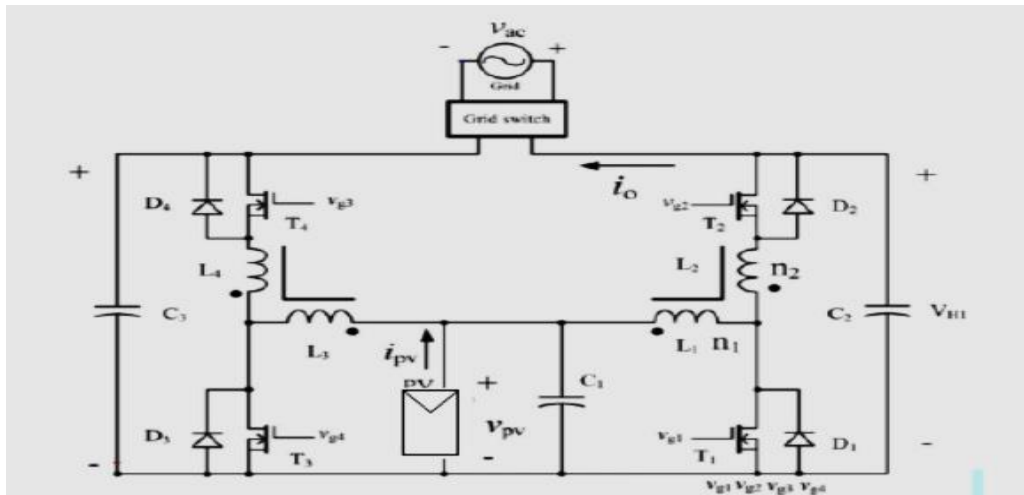 vac
- +
Grid
Grid switch
+ io +
D4 vg3 vg2 D2
T4 T2
L4 L2 n2
C3 C2 VH1
L3 ipv L1 n1
PV + C1
vpv
D3 vg4 vg1 D1
T3 T1
- - -
vg1 vg2 vg3 vg4